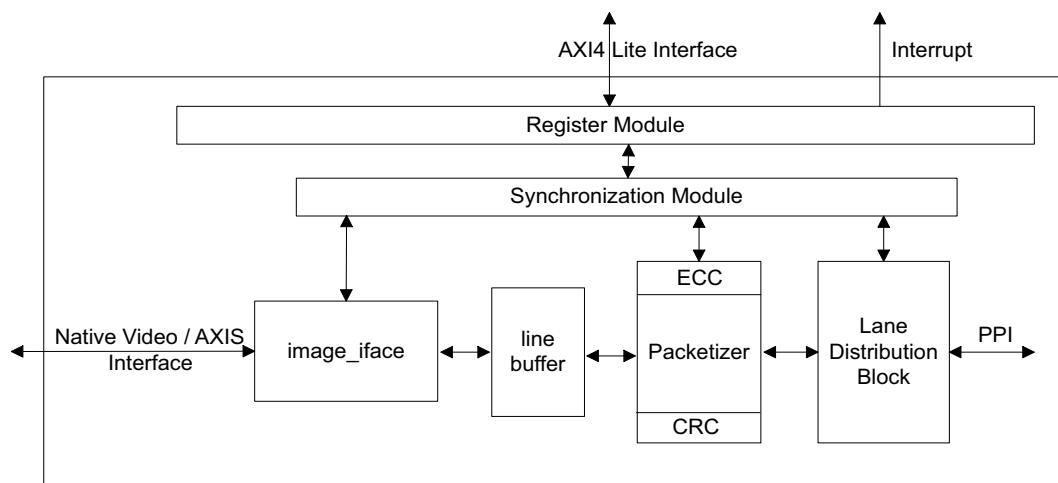 AXI4 Lite Interface
Interrupt
Register Module
Synchronization Module
Native Video / AXIS
Interface
image_iface
line
buffer
ECC
Packetizer
CRC
Lane
Distribution
Block
PPI